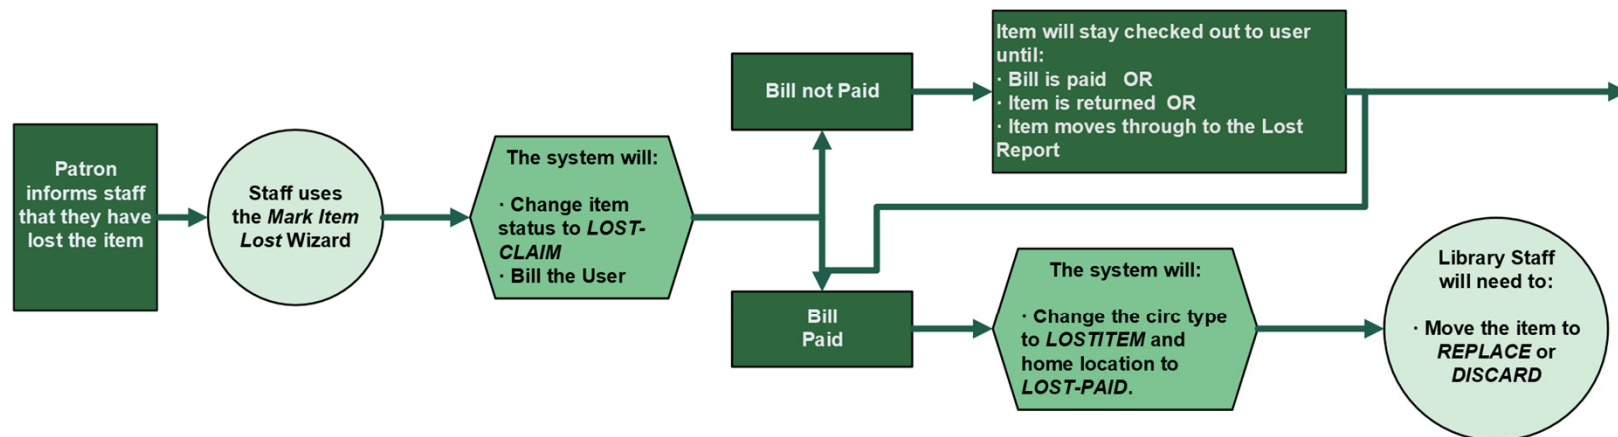 Patron
informs staff
that they have
lost the item
Staff uses
the Mark Item
Lost Wizard
The system will:
· Change item
status to LOST-
CLAIM
· Bill the User
Bill not Paid
Item will stay checked out to user
until:
· Bill is paid OR
· Item is returned OR
· Item moves through to the Lost
Report
Bill
Paid
The system will:
· Change the circ type
to LOSTITEM and
home location to
LOST-PAID.
Library Staff
will need to:
· Move the item to
REPLACE or
DISCARD